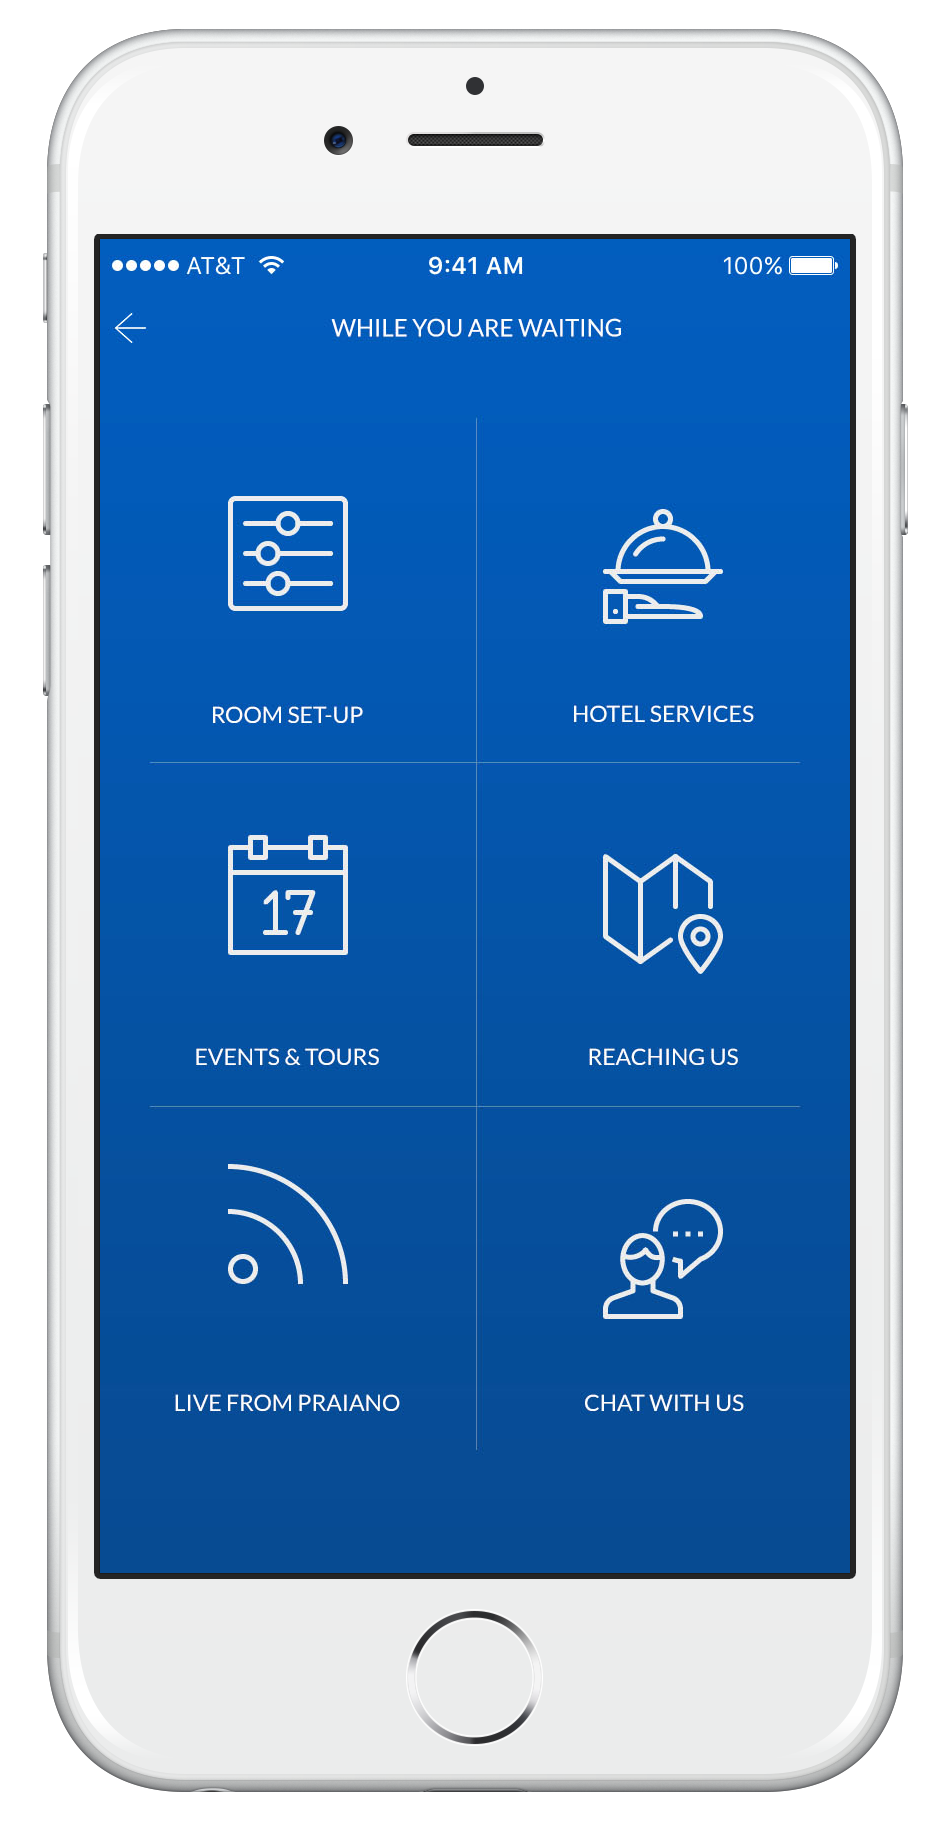 AT&T 9:41 AM 100%
WHILE YOU ARE WAITING
ROOM SET-UP
HOTEL SERVICES
17
EVENTS & TOURS
REACHING US
LIVE FROM PRAIANO
CHAT WITH US